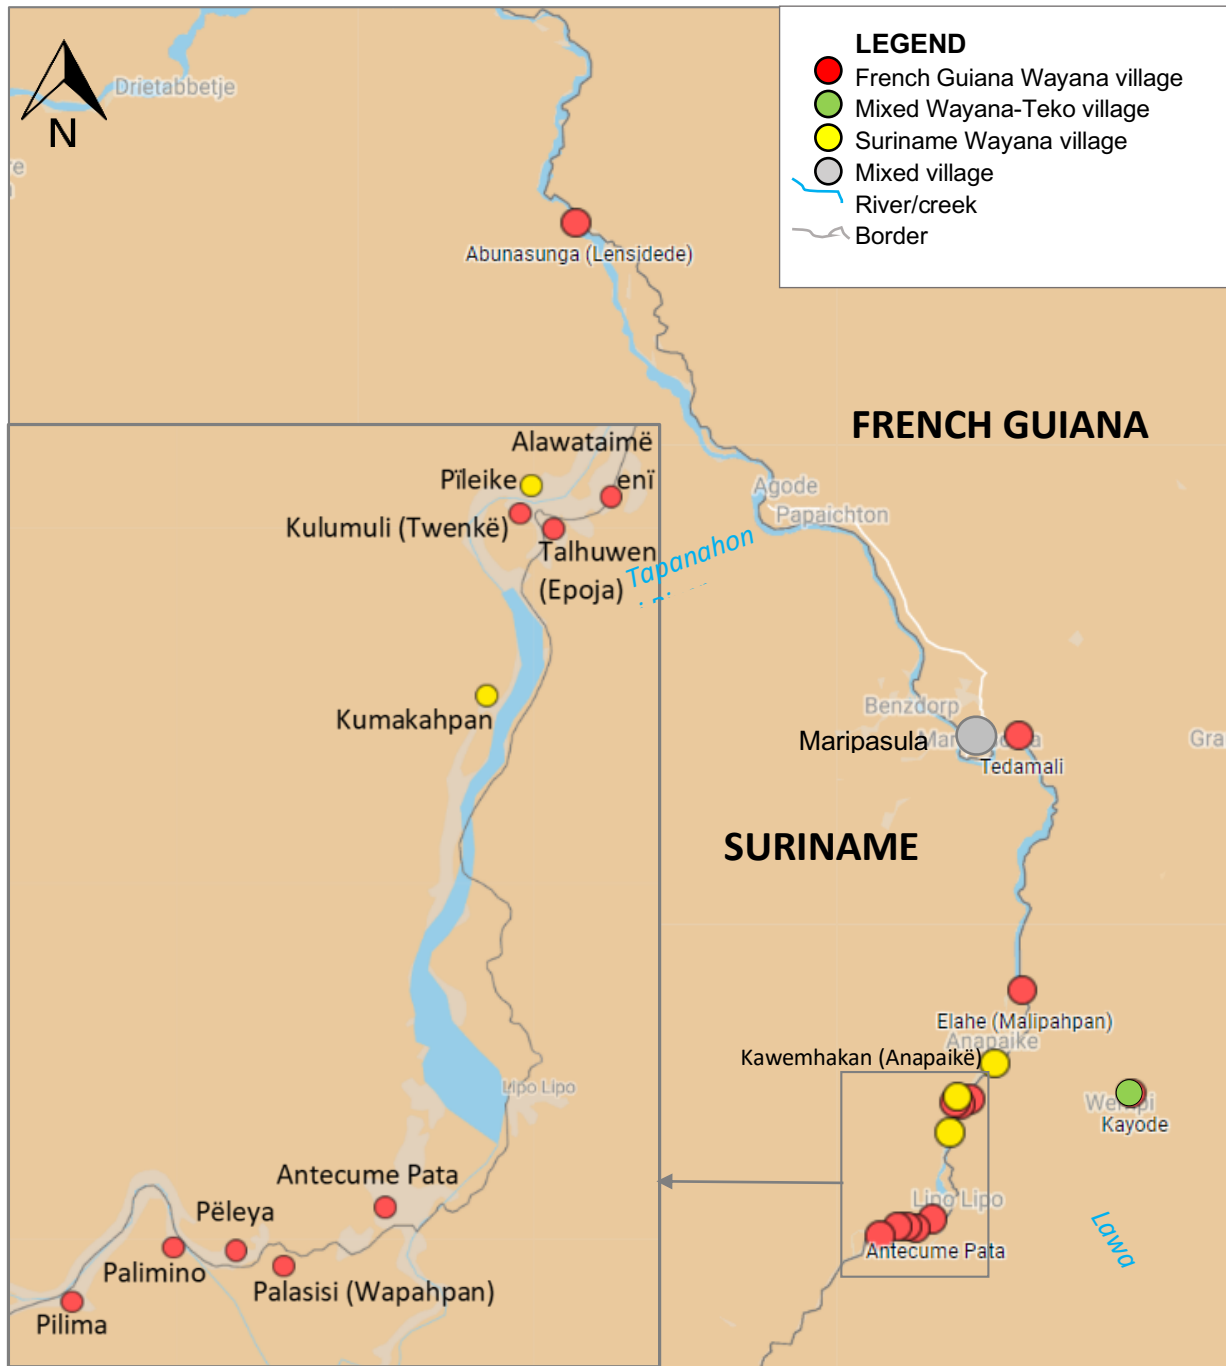 N
Drietabbetje
re
LEGEND
French Guiana Wayana village
Mixed Wayana-Teko village
Suriname Wayana village
Mixed village
River/creek
Border
Abunasunga (Lensidede)
FRENCH GUIANA
Agode
Papaichton
Tapanahon
Benzdorp
Maripasula
Gra
Tedamali
SURINAME
Elahe (Malipahpan)
Anapaike
Kawemhakan (Anapaikë)
Kayode
Lipo Lipo
Antecume Pata
Lawa
Alawataimë
enï
Pïleike
Kulumuli (Twenkë)
Talhuwen
(Epoja)
Kumakahpan
Lipo Lipo
Antecume Pata
Pëleya
Palimino
Palasisi (Wapahpan)
Pilima